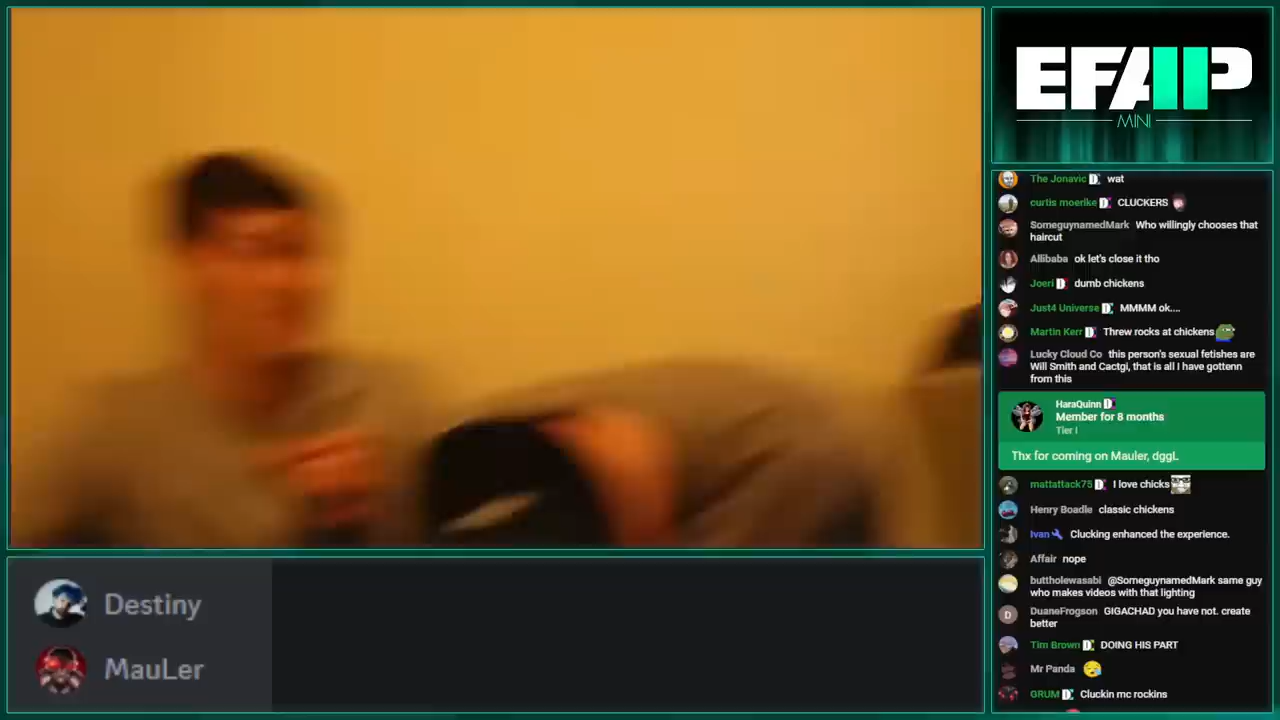 EFAP
MINI
The Jonavic wat
curtis moerike CLUCKERS
SomeguynamedMark Who willingly chooses that
haircut
Allibaba ok let's close it tho
Joeri dumb chickens
Just4 Universe MMMM ok....
Martin Kerr Threw rocks at chickens
Lucky Cloud Co this person's sexual fetishes are
Will Smith and Cactgi, that is all I have gottenn
from this
HaraQuinn
Member for 8 months
Tier I
Thx for coming on Mauler, dggL
mattattack75 I love chicks
Henry Boadle classic chickens
Ivan Clucking enhanced the experience.
Affair nope
buttholewasabi @SomeguynamedMark same guy
who makes videos with that lighting
D DuaneFrogson GIGACHAD you have not. create
better
Tim Brown DOING HIS PART
Mr Panda
GRUM Cluckin mc rockins
Destiny
MauLer